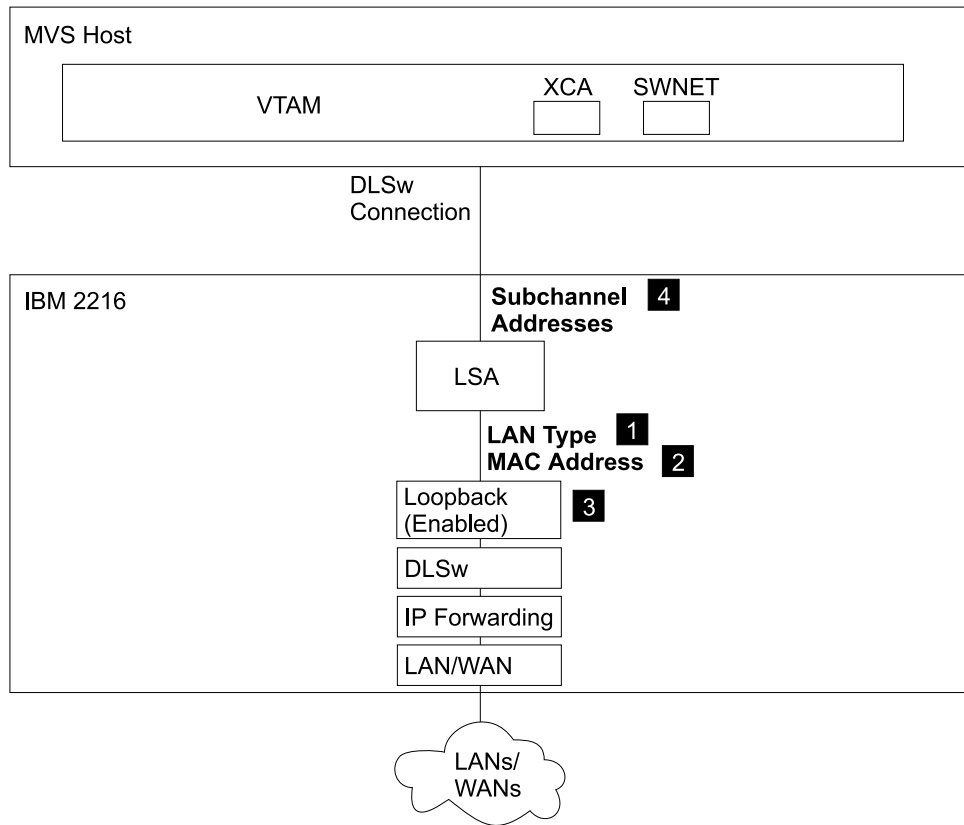 MVS Host
XCA SWNET
VTAM
DLSw
Connection
IBM 2216
Subchannel 4
Addresses
LSA
LAN Type 1
MAC Address 2
Loopback
(Enabled) 3
DLSw
IP Forwarding
LAN/WAN
LANs/
WANs